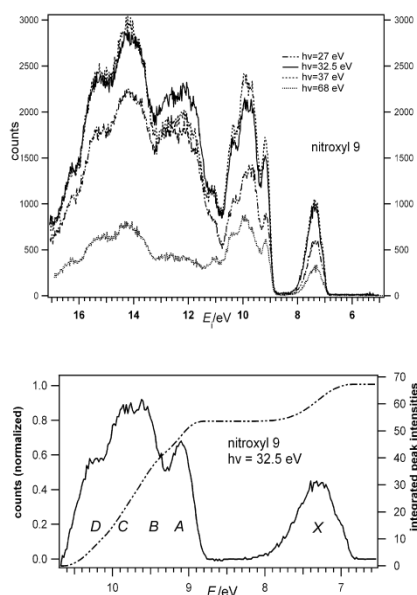 3000
2500
2000
1500
1000
500
0
counts
3000
2500
2000
1500
1000
500
0
hν=27 eV
hν=32.5 eV
hν=37 eV
hν=68 eV
nitroxyl 9
16 14 12 10 8 6
Ei/eV
1.0
0.8
0.6
0.4
0.2
0.0
counts (normalized)
70
60
50
40
30
20
10
0
integrated peak intensities
nitroxyl 9
hν = 32.5 eV
D C B A X
10 9 8 7
Ei/eV